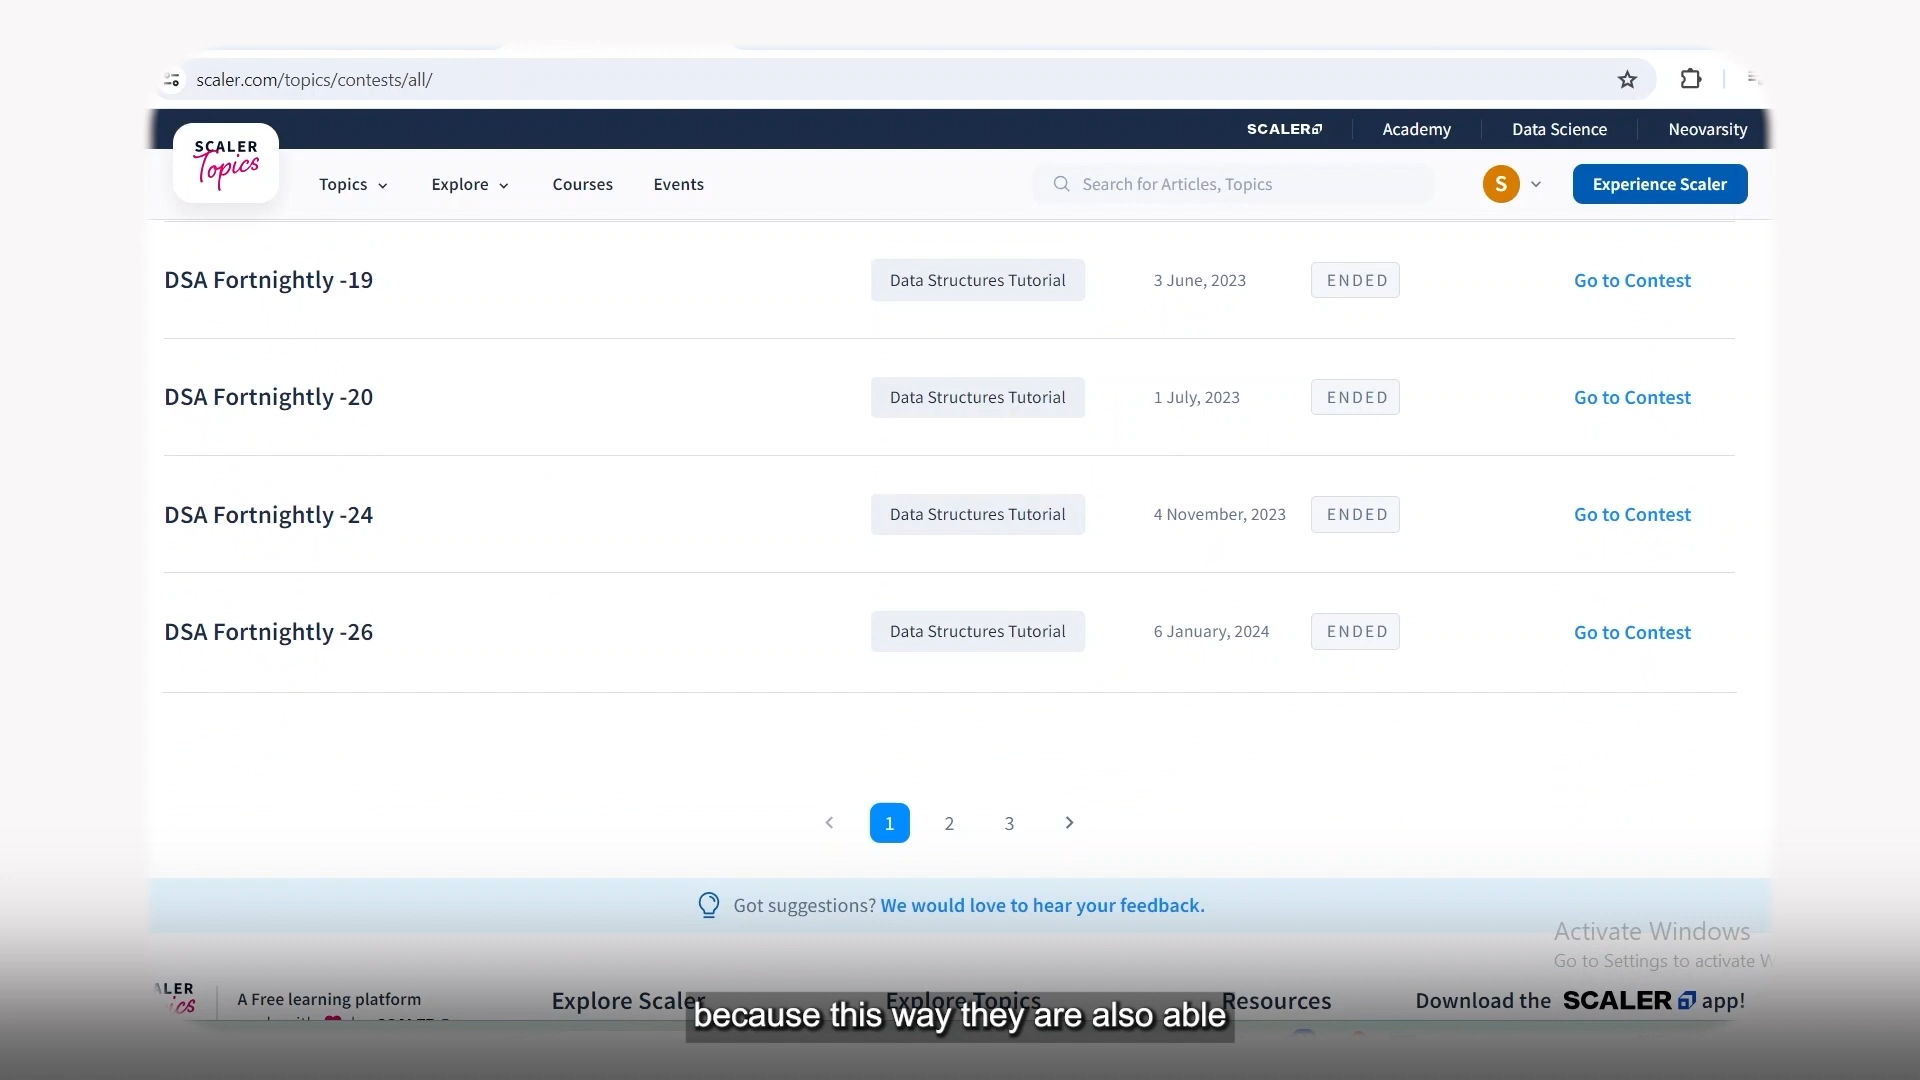 scaler.com/topics/contests/all/
SCALER Academy Data Science Neovarsity
SCALER
Topics
Topics Explore Courses Events Search for Articles, Topics S Experience Scaler
DSA Fortnightly -19 Data Structures Tutorial 3 June, 2023 ENDED Go to Contest
DSA Fortnightly -20 Data Structures Tutorial 1 July, 2023 ENDED Go to Contest
DSA Fortnightly -24 Data Structures Tutorial 4 November, 2023 ENDED Go to Contest
DSA Fortnightly -26 Data Structures Tutorial 6 January, 2024 ENDED Go to Contest
1 2 3
Got suggestions? We would love to hear your feedback.
Activate Windows
Go to Settings to activate W
ALER
ics
A Free learning platform Explore Scaler Explore Topics Resources Download the SCALER app!
because this way they are also able